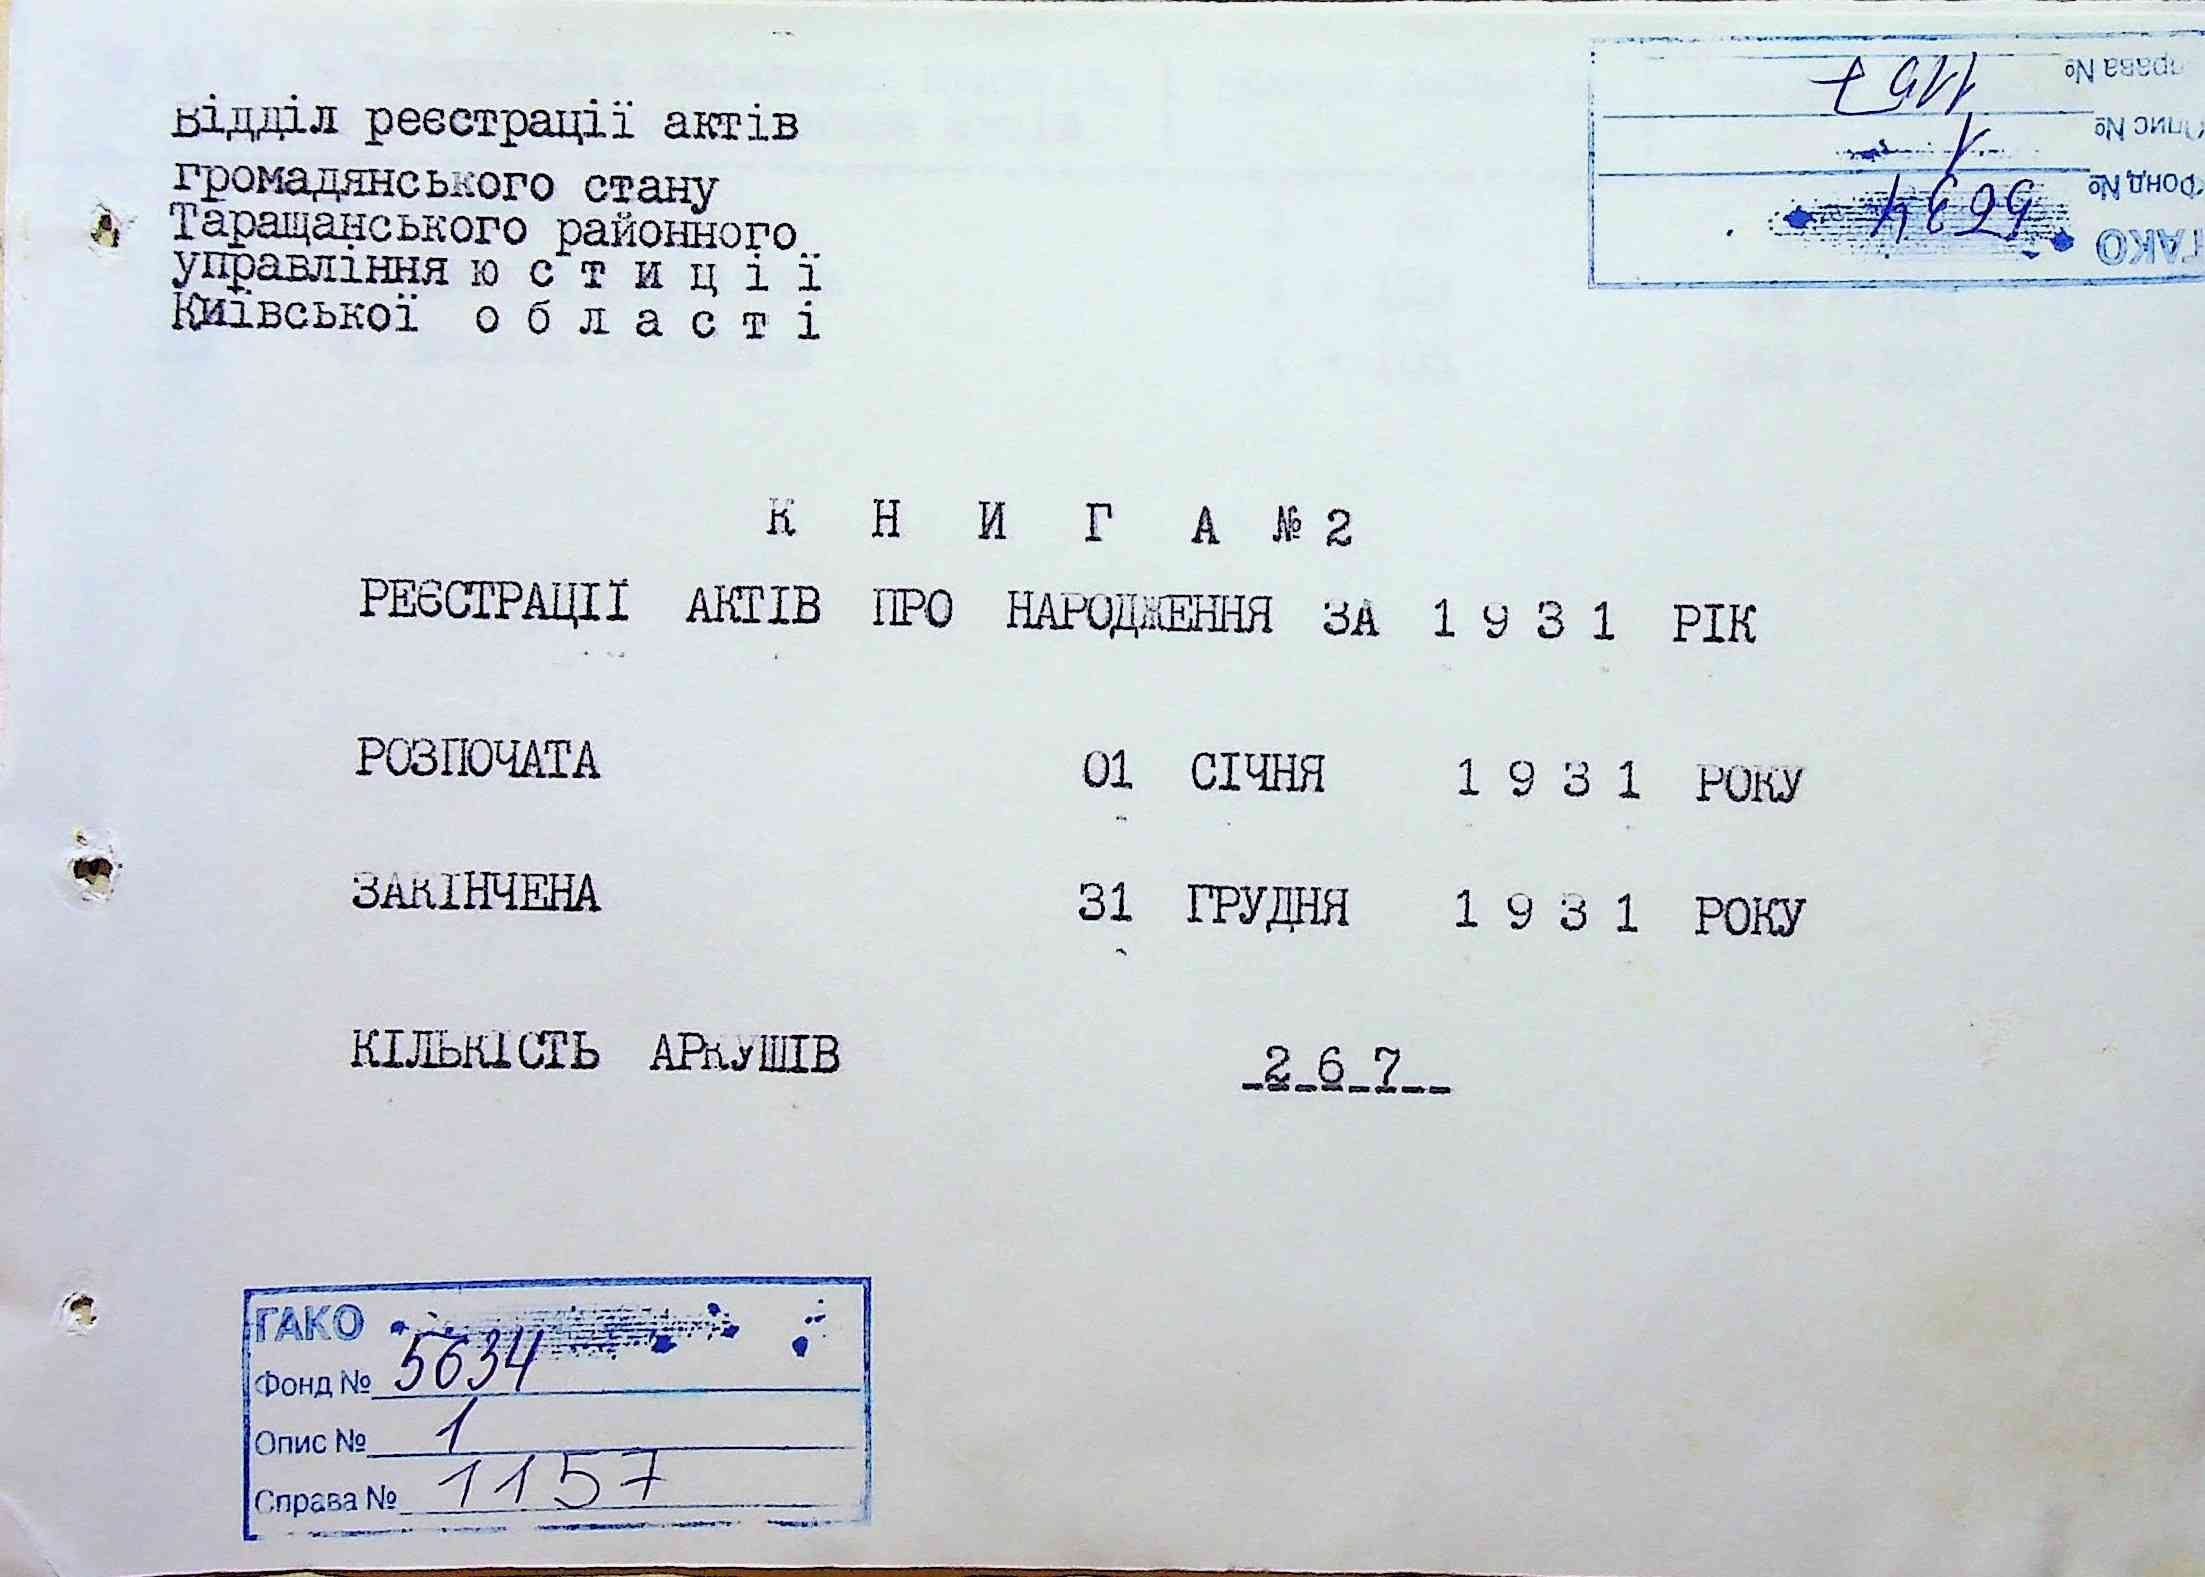 Відділ реєстрації актів
громадянського стану
Таращанського районного
управління ю с т и ц і ї
Київської о б л а с т і
Справа № 1157
Опис № 1
Фонд № 5634
ГАКО
К Н И Г А № 2
РЕЄСТРАЦІЇ АКТІВ ПРО НАРОДЖЕННЯ ЗА 1 9 3 1 РІК
РОЗПОЧАТА 01 СІЧНЯ 1 9 3 1 РОКУ
ЗАКІНЧЕНА 31 ГРУДНЯ 1 9 3 1 РОКУ
КІЛЬКІСТЬ АРКУШІВ 2 6 7
ГАКО
Фонд № 5634
Опис № 1
Справа № 1157